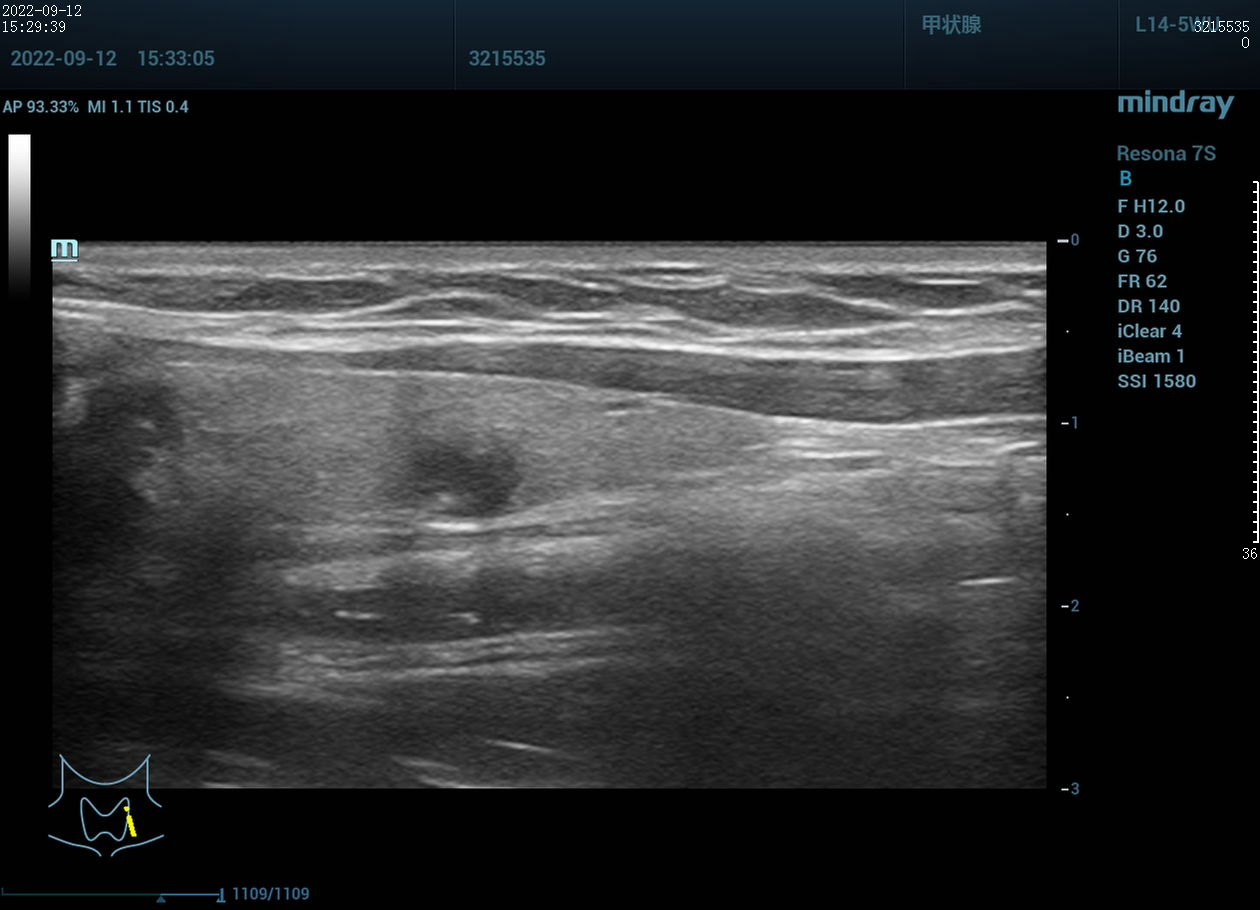 2022-09-12
15:29:39
2022-09-12 15:33:05
3215535
甲状腺
3215535
0
AP 93.33% MI 1.1 TIS 0.4
mindray
Resona 7S
B
F H12.0
D 3.0
G 76
FR 62
DR 140
iClear 4
iBeam 1
SSI 1580
m
0
1
2
3
36
1109/1109